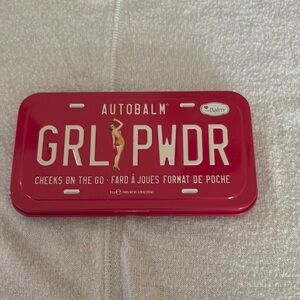 AUTOBALM®
theBalm
GRL PWDR
CHEEKS ON THE GO · FARD À JOUES FORMAT DE POCHE